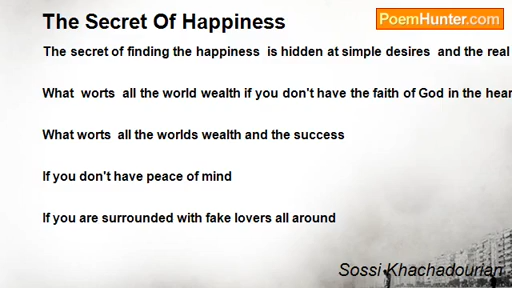 The Secret Of Happiness
PoemHunter.com
The secret of finding the happiness is hidden at simple desires and the real
What worts all the world wealth if you don't have the faith of God in the hear
What worts all the worlds wealth and the success
If you don't have peace of mind
If you are surrounded with fake lovers all around
Sossi Khachadourian